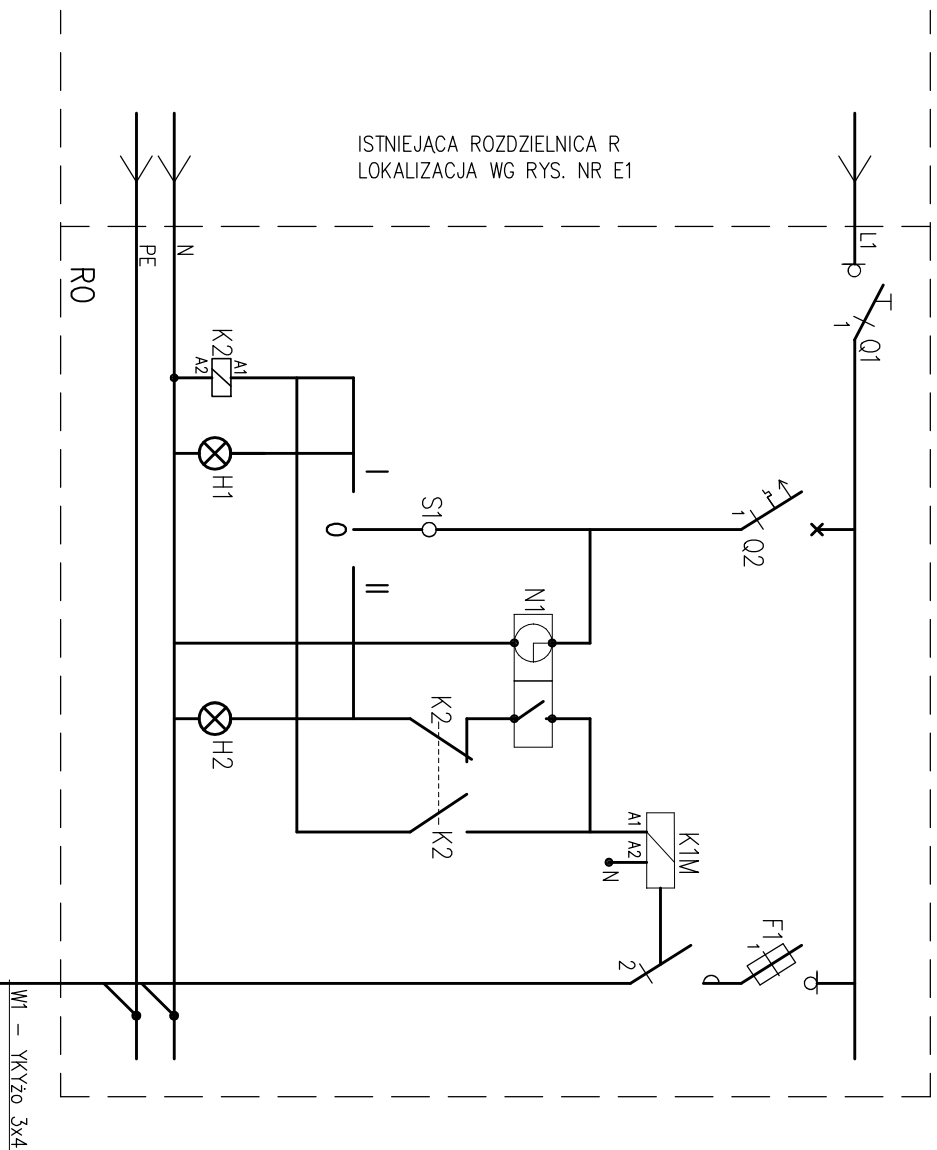 ISTNIEJACA ROZDZIELNICA R
LOKALIZACJA WG RYS. NR E1
L1
N
PE
RO
1
Q1
K2
A2
A1
H1
I
0
S1
1
Q2
II
N1
K2
H2
K2
A1
A2
K1M
N
F1
1
2
W1 - YKYżo 3x4